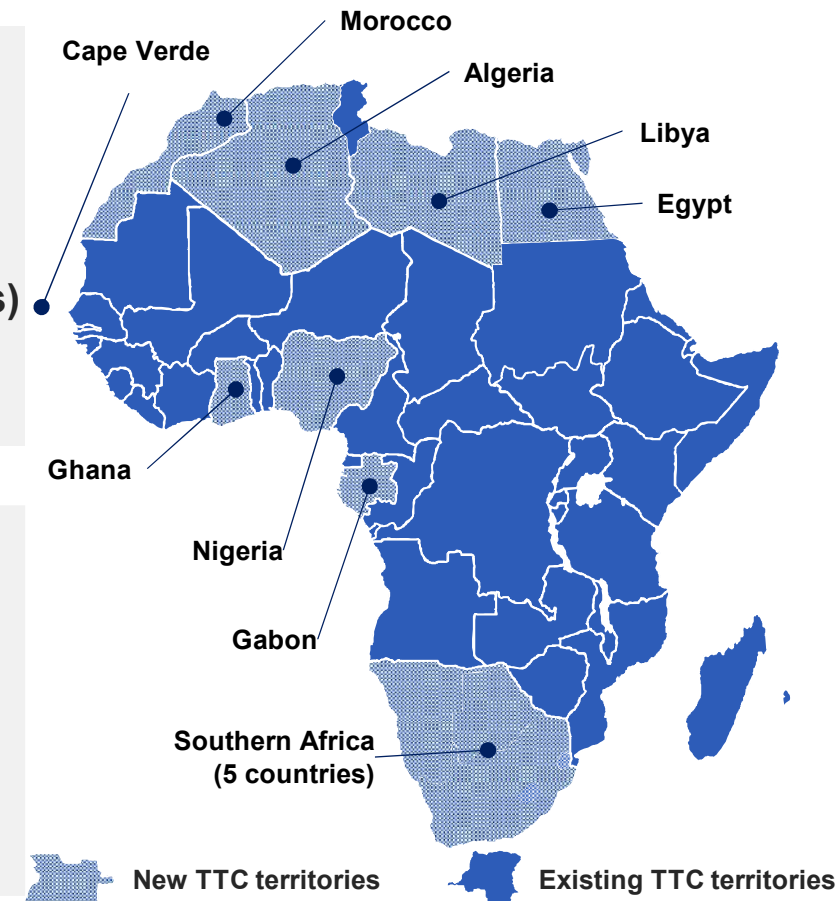 Morocco
Cape Verde
Algeria
Libya
Egypt
s)
Ghana
Nigeria
Gabon
Southern Africa
(5 countries)
New TTC territories
Existing TTC territories